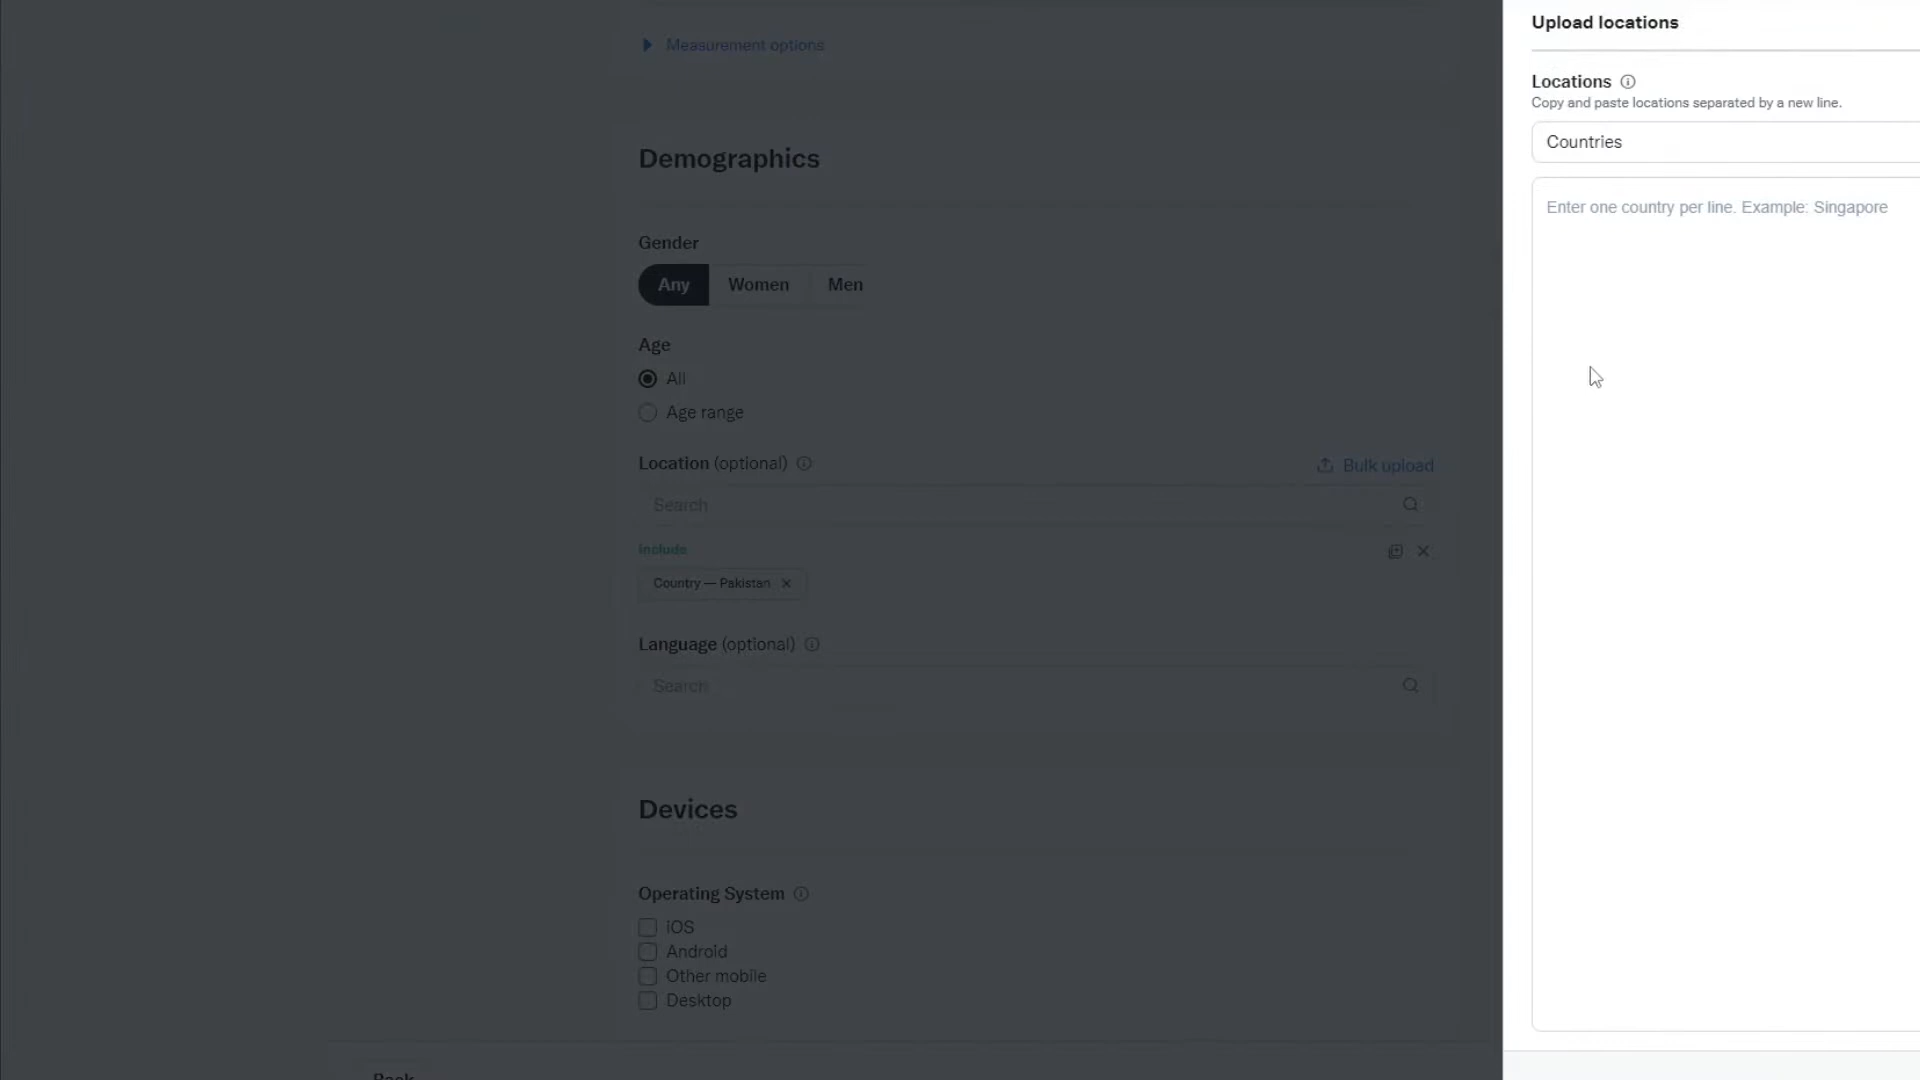 Measurement options
Demographics
Gender
Any
Women
Men
Age
All
Age range
Location (optional)
Bulk upload
Search
Include
Country — Pakistan
Language (optional)
Search
Devices
Operating System
iOS
Android
Other mobile
Desktop
Back
Upload locations
Locations
Copy and paste locations separated by a new line.
Countries
Enter one country per line. Example: Singapore